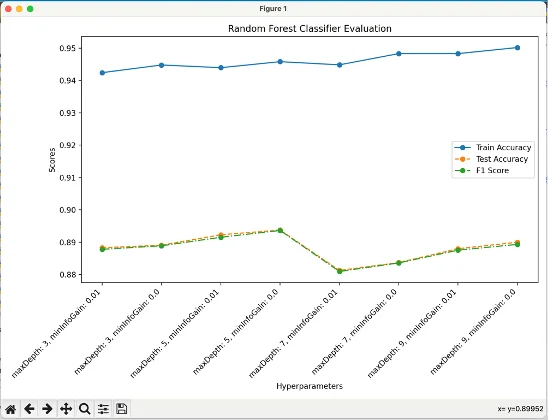 Figure 1
Random Forest Classifier Evaluation
0.95
0.94
0.93
0.92
0.91
0.90
0.89
0.88
Scores
Train Accuracy
Test Accuracy
F1 Score
maxDepth: 3, minInfoGain: 0.01
maxDepth: 3, minInfoGain: 0.0
maxDepth: 5, minInfoGain: 0.01
maxDepth: 5, minInfoGain: 0.0
maxDepth: 7, minInfoGain: 0.01
maxDepth: 7, minInfoGain: 0.0
maxDepth: 9, minInfoGain: 0.01
maxDepth: 9, minInfoGain: 0.0
Hyperparameters
x= y=0.89952